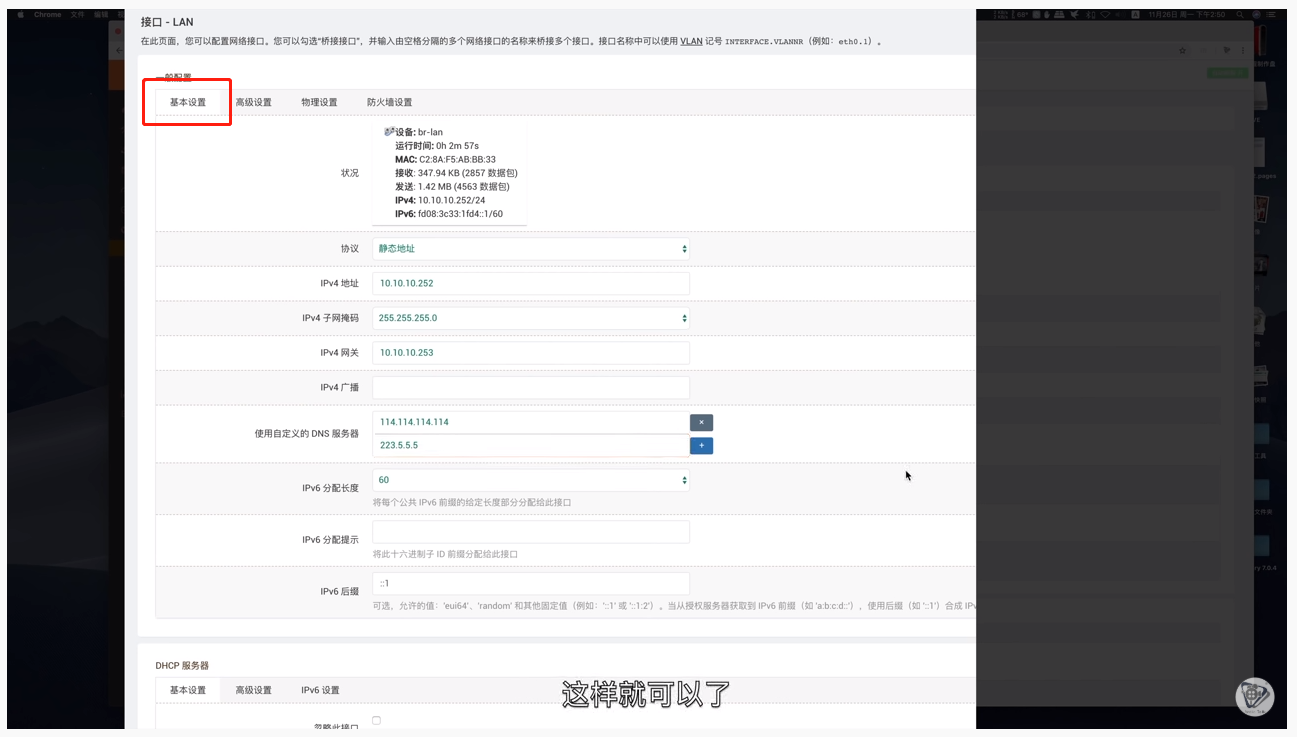 Chrome 文件 编辑
11月26日 周一 下午2:50
接口 - LAN
在此页面，您可以配置网络接口。您可以勾选“桥接接口”，并输入由空格分隔的多个网络接口的名称来桥接多个接口。接口名称中可以使用 VLAN 记号 INTERFACE.VLANNR（例如：eth0.1）。
一般配置
基本设置 高级设置 物理设置 防火墙设置
状况
设备: br-lan
运行时间: 0h 2m 57s
MAC: C2:8A:F5:AB:BB:33
接收: 347.94 KB (2857 数据包)
发送: 1.42 MB (4563 数据包)
IPv4: 10.10.10.252/24
IPv6: fd08:3c33:1fd4::1/60
协议 静态地址
IPv4 地址 10.10.10.252
IPv4 子网掩码 255.255.255.0
IPv4 网关 10.10.10.253
IPv4 广播
使用自定义的 DNS 服务器
114.114.114.114 ×
223.5.5.5 +
IPv6 分配长度 60
将每个公共 IPv6 前缀的给定长度部分分配给此接口
IPv6 分配提示
将此十六进制子 ID 前缀分配给此接口
IPv6 后缀 ::1
可选，允许的值：'eui64'、'random' 和其他固定值（例如：'::1' 或 '::1:2'）。当从授权服务器获取到 IPv6 前缀（如 'a:b:c:d::'），使用后缀（如 '::1'）合成 IPv
DHCP 服务器
基本设置 高级设置 IPv6 设置
忽略此接口
这样就可以了